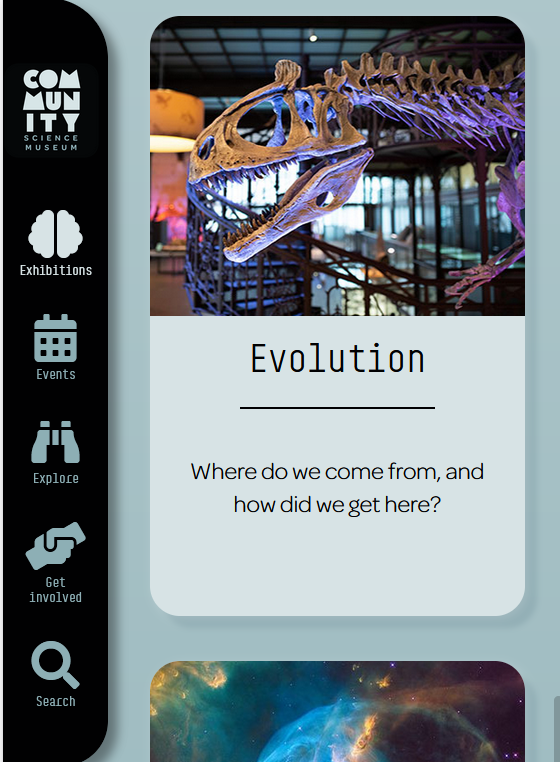 COM
MUN
ITY
SCIENCE
MUSEUM
Exhibitions
Events
Explore
Get
involved
Search
Evolution
Where do we come from, and
how did we get here?